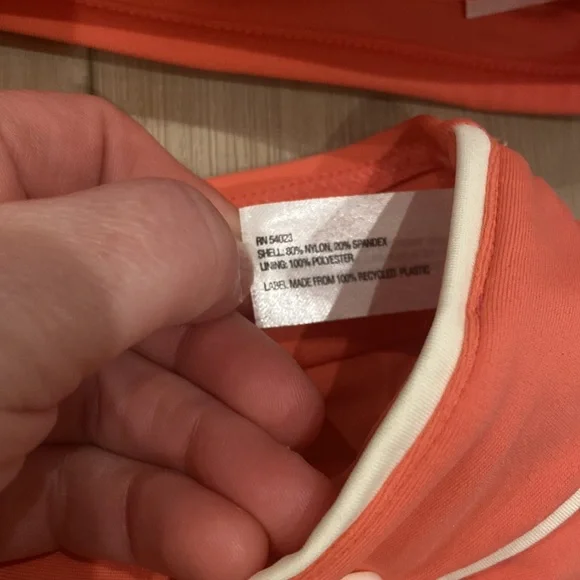 RN 54023
SHELL: 80% NYLON, 20% SPANDEX
LINING: 100% POLYESTER
LABEL MADE FROM 100% RECYCLED PLASTIC